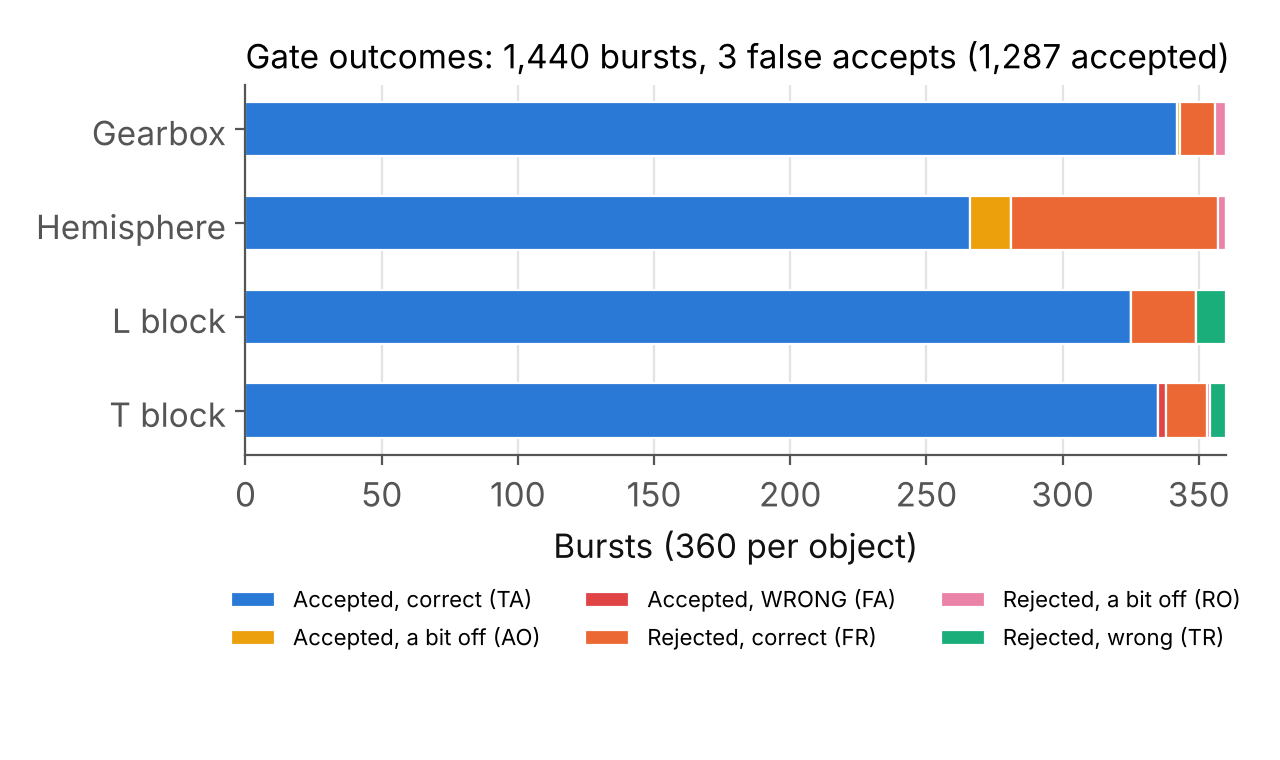 Gate outcomes: 1,440 bursts, 3 false accepts (1,287 accepted)
Gearbox
Hemisphere
L block
T block
0 50 100 150 200 250 300 350
Bursts (360 per object)
Accepted, correct (TA) Accepted, WRONG (FA) Rejected, a bit off (RO)
Accepted, a bit off (AO) Rejected, correct (FR) Rejected, wrong (TR)